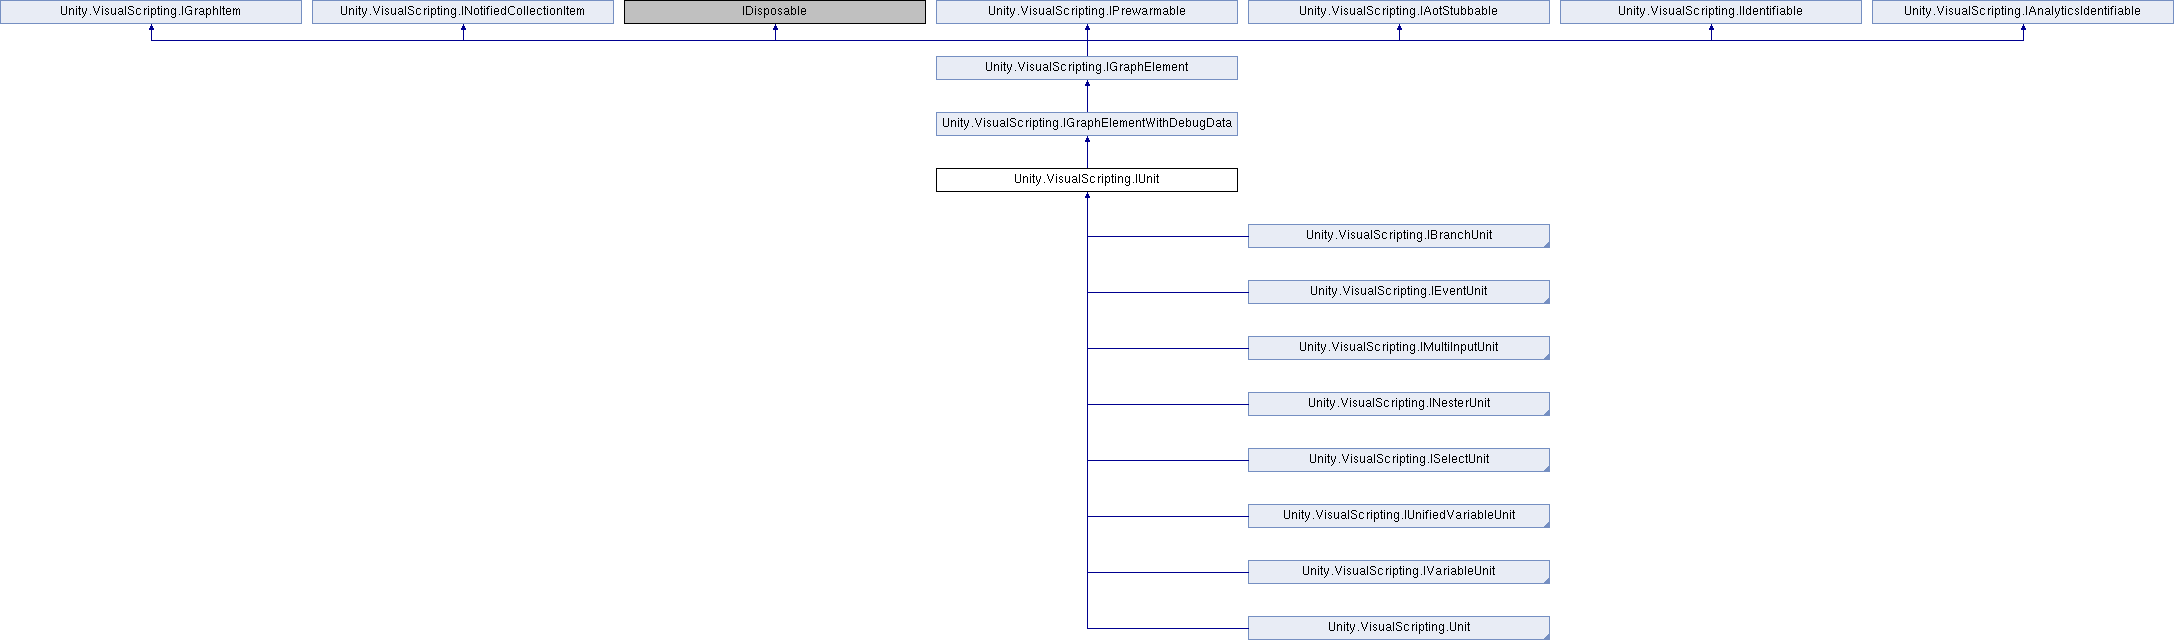 Unity.VisualScripting.IGraphItem
Unity.VisualScripting.INotifiedCollectionItem
IDisposable
Unity.VisualScripting.IPrewarmable
Unity.VisualScripting.IAotStubbable
Unity.VisualScripting.IIdentifiable
Unity.VisualScripting.IAnalyticsIdentifiable
Unity.VisualScripting.IGraphElement
Unity.VisualScripting.IGraphElementWithDebugData
Unity.VisualScripting.IUnit
Unity.VisualScripting.IBranchUnit
Unity.VisualScripting.IEventUnit
Unity.VisualScripting.IMultiInputUnit
Unity.VisualScripting.INesterUnit
Unity.VisualScripting.ISelectUnit
Unity.VisualScripting.IUnifiedVariableUnit
Unity.VisualScripting.IVariableUnit
Unity.VisualScripting.Unit